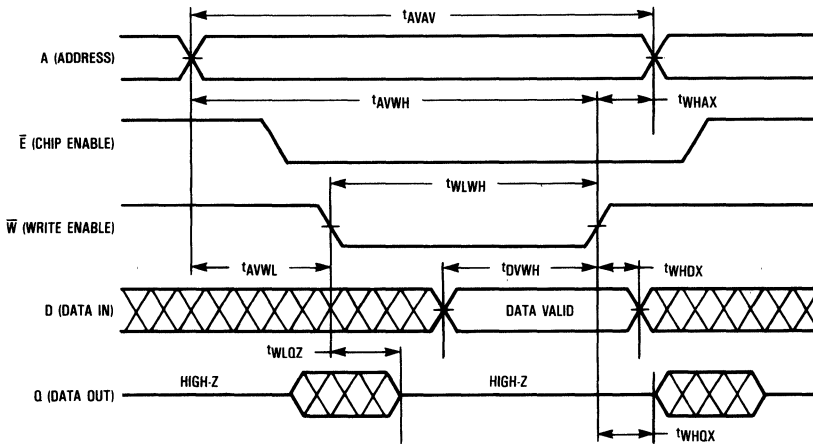 tAVAV
A (ADDRESS)
tAVWH
tWHAX
E̅ (CHIP ENABLE)
tWLWH
W̅ (WRITE ENABLE)
tAVWL
tDVWH
tWHDX
D (DATA IN)
DATA VALID
tWLQZ
HIGH-Z
HIGH-Z
Q (DATA OUT)
tWHQX